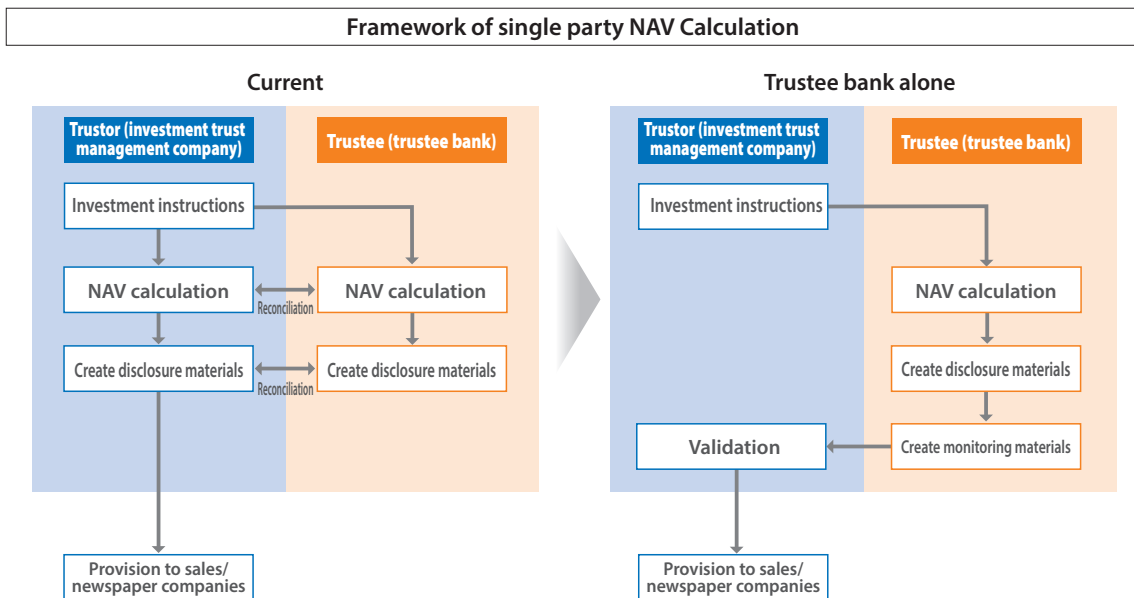 Framework of single party NAV Calculation
Current
Trustor (investment trust
management company)
Trustee (trustee bank)
Investment instructions
NAV calculation
Reconciliation
NAV calculation
Create disclosure materials
Reconciliation
Create disclosure materials
Provision to sales/
newspaper companies
Trustee bank alone
Trustor (investment trust
management company)
Trustee (trustee bank)
Investment instructions
NAV calculation
Create disclosure materials
Validation
Create monitoring materials
Provision to sales/
newspaper companies